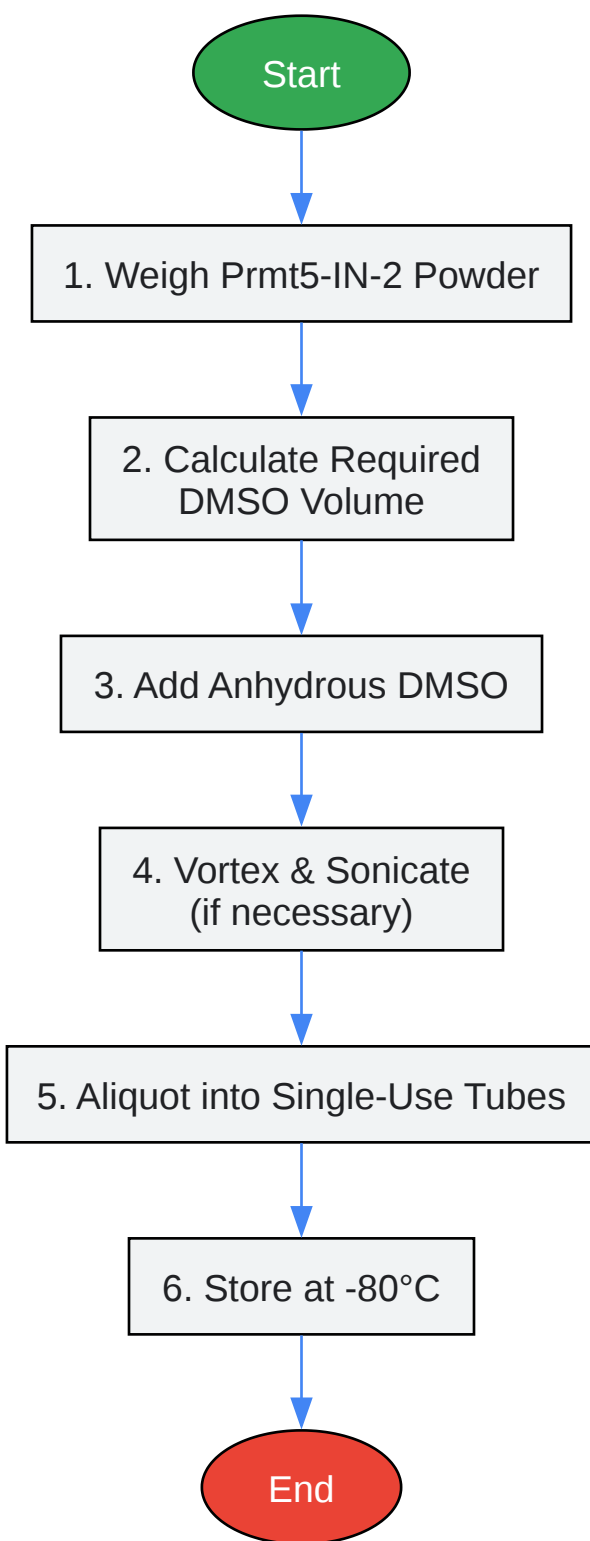 Start
1. Weigh Prmt5-IN-2 Powder
2. Calculate Required
DMSO Volume
3. Add Anhydrous DMSO
4. Vortex & Sonicate
(if necessary)
5. Aliquot into Single-Use Tubes
6. Store at -80°C
End